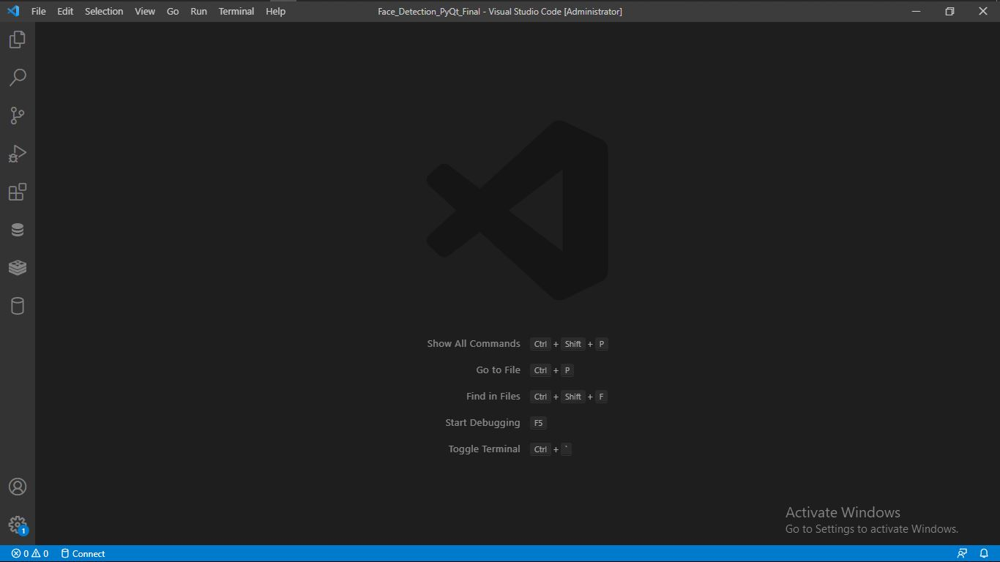 File Edit Selection View Go Run Terminal Help Face_Detection_PyQt_Final - Visual Studio Code [Administrator]
Show All Commands Ctrl + Shift + P
Go to File Ctrl + P
Find in Files Ctrl + Shift + F
Start Debugging F5
Toggle Terminal Ctrl + `
Activate Windows
Go to Settings to activate Windows.
1
0 0 Connect